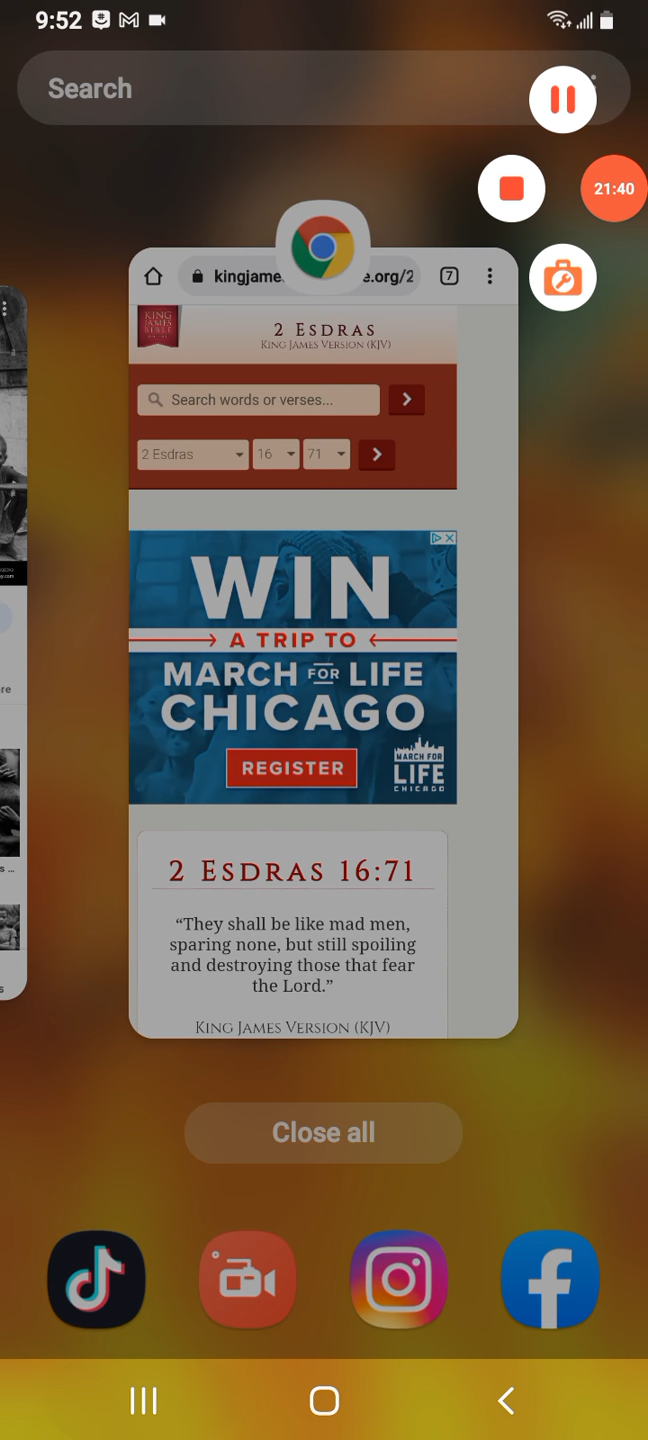 9:52
Search
21:40
kingjame
e.org/2
7
KING
JAMES
BIBLE
2 ESDRAS
KING JAMES VERSION (KJV)
Search words or verses...
2 Esdras
16
71
WIN
A TRIP TO
MARCH FOR LIFE
CHICAGO
REGISTER
MARCH FOR
LIFE
CHICAGO
re
2 ESDRAS 16:71
“They shall be like mad men,
sparing none, but still spoiling
and destroying those that fear
the Lord.”
KING JAMES VERSION (KJV)
s ...
s
Close all